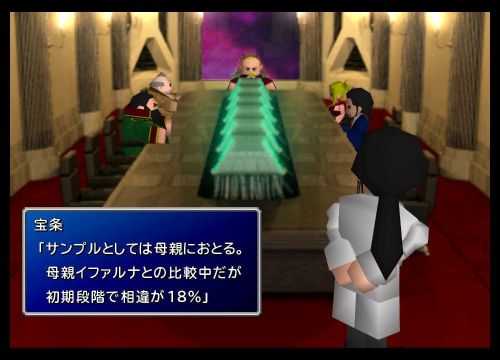 宝条
「サンプルとしては母親におとる。
母親イファルナとの比較中だが
初期段階で相違が18%」